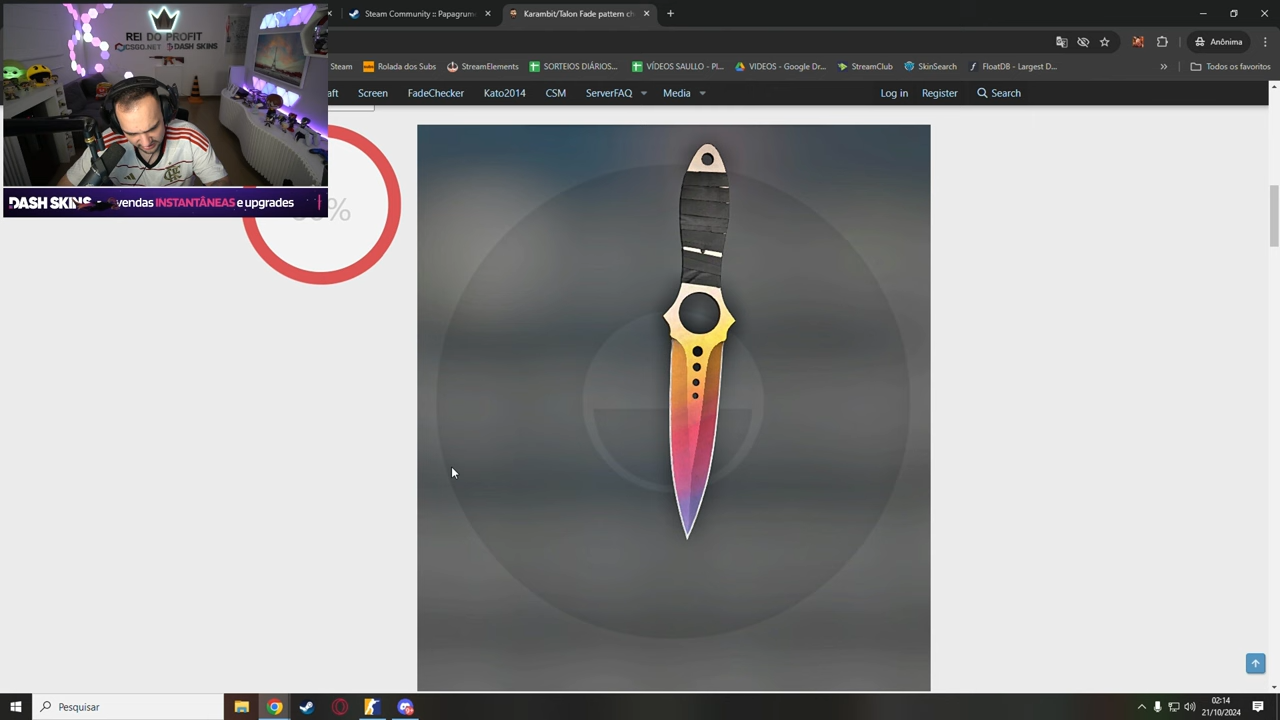 REI DO PROFIT
CSGO.NET DASH SKINS
Steam Community :: Papagrum
Karambit/Talon Fade pattern ch
Anônima
Steam
Rolada dos Subs
StreamElements
SORTEIOS DIÁRIOS...
VÍDEOS SAULLO - PL...
VIDEOS - Google Dr...
StreamClub
SkinSearch
FloatDB - Largest D...
Todos os favoritos
aft
Screen
FadeChecker
Kato2014
CSM
ServerFAQ
Media
Log in
Register
Search
DASH SKINS
vendas INSTANTÂNEAS e upgrades
%
Pesquisar
02:14
21/10/2024